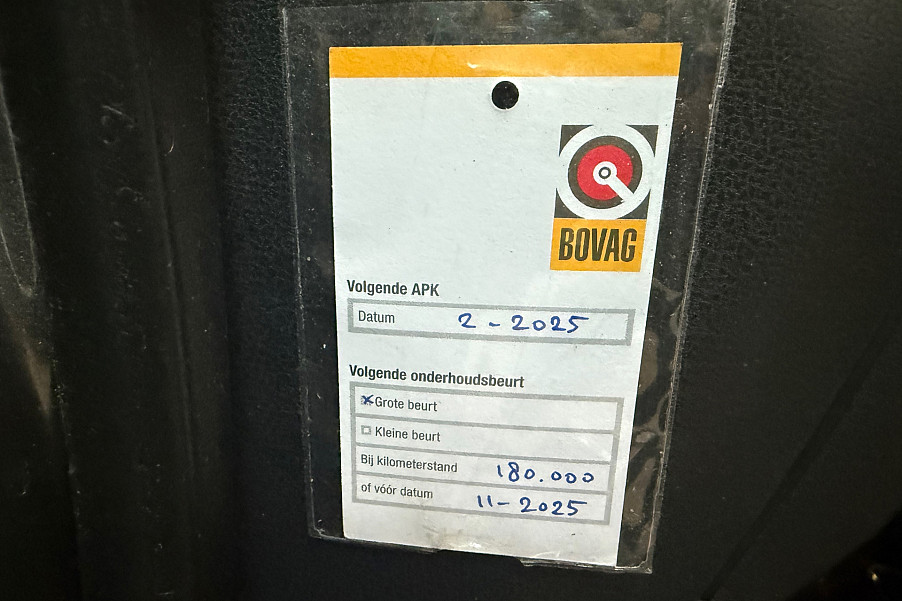 BOVAG
Volgende APK
Datum 2-2025
Volgende onderhoudsbeurt
Grote beurt
Kleine beurt
Bij kilometerstand 180.000
of vóór datum 11-2025